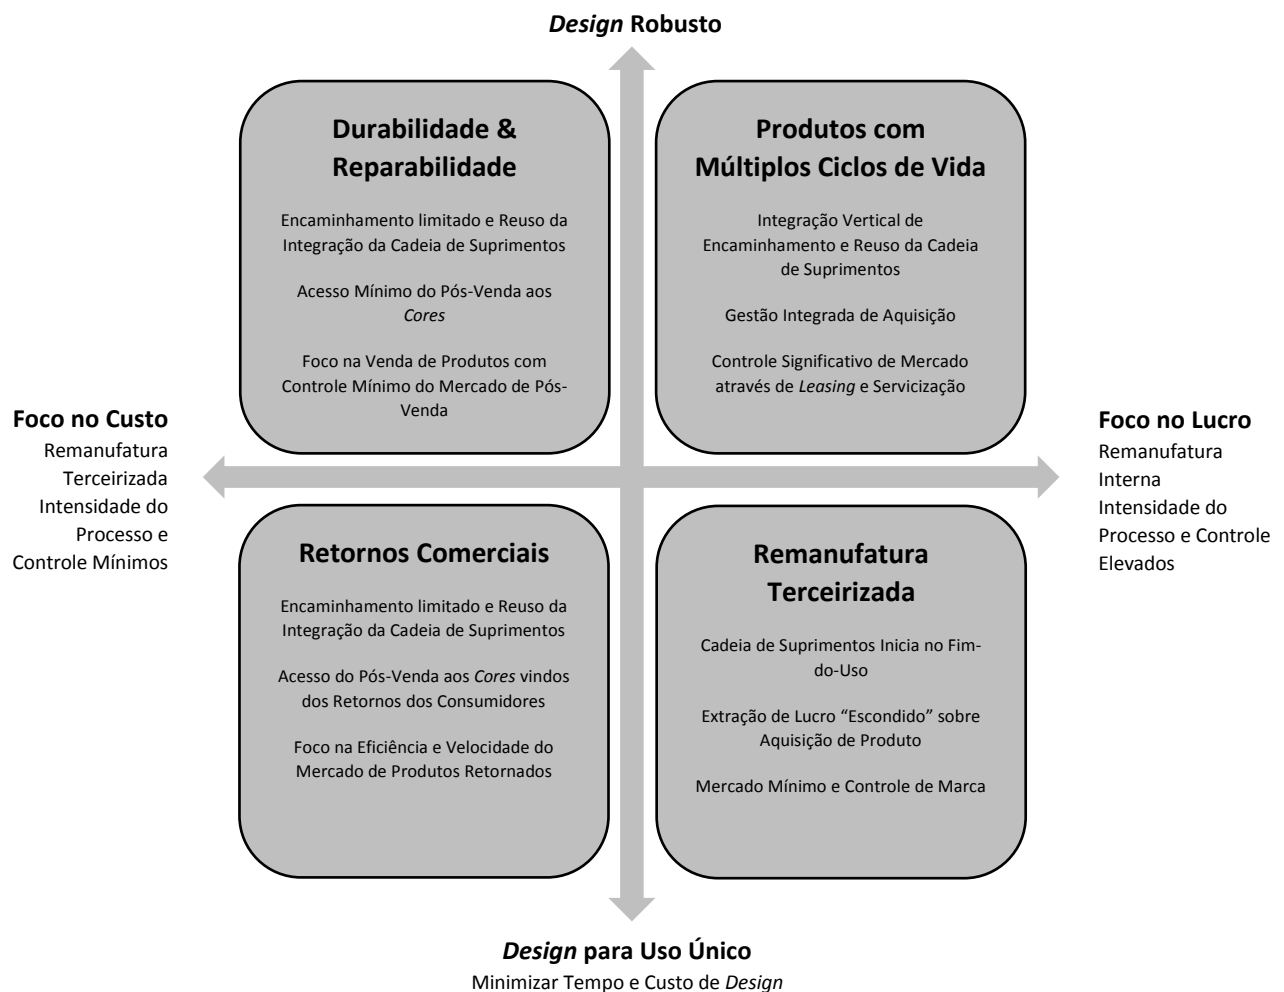 Design Robusto
Durabilidade &
Reparabilidade
Encaminhamento limitado e Reuso da
Integração da Cadeia de Suprimentos
Acesso Mínimo do Pós-Venda aos
Cores
Foco na Venda de Produtos com
Controle Mínimo do Mercado de Pós-
Venda
Produtos com
Múltiplos Ciclos de Vida
Integração Vertical de
Encaminhamento e Reuso da Cadeia
de Suprimentos
Gestão Integrada de Aquisição
Controle Significativo de Mercado
através de Leasing e Servicização
Foco no Custo
Remanufatura
Terceirizada
Intensidade do
Processo e
Controle Mínimos
Foco no Lucro
Remanufatura
Interna
Intensidade do
Processo e Controle
Elevados
Retornos Comerciais
Encaminhamento limitado e Reuso da
Integração da Cadeia de Suprimentos
Acesso do Pós-Venda aos Cores vindos
dos Retornos dos Consumidores
Foco na Eficiência e Velocidade do
Mercado de Produtos Retornados
Remanufatura
Terceirizada
Cadeia de Suprimentos Inicia no Fim-
do-Uso
Extração de Lucro “Escondido” sobre
Aquisição de Produto
Mercado Mínimo e Controle de Marca
Design para Uso Único
Minimizar Tempo e Custo de Design